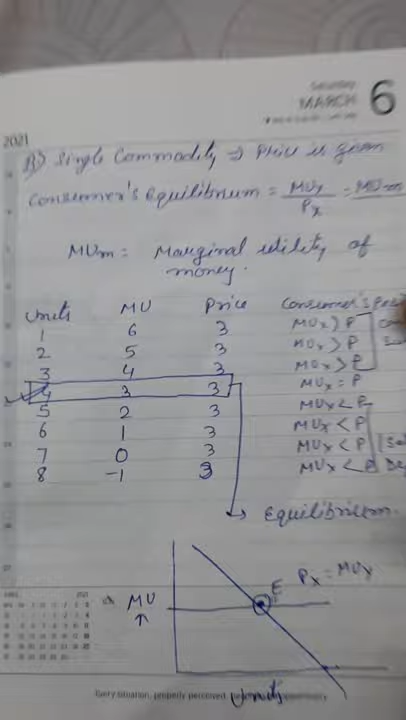 Saturday
MARCH 6
2021
B) Single Commodity → Price is given
Consumer's Equilibrium = MUx / Px = MUm
MUm = Marginal utility of
money.
Units MU Price Consumer's
1 6 3 MUx > P
2 5 3 MUx > P
3 4 3 MUx > P
4 3 3 MUx = P
5 2 3 MUx < P
6 1 3 MUx < P
7 0 3 MUx < P
8 -1 3 MUx < P
→ Equilibrium.
E Px = MUx
MU
↑
Units